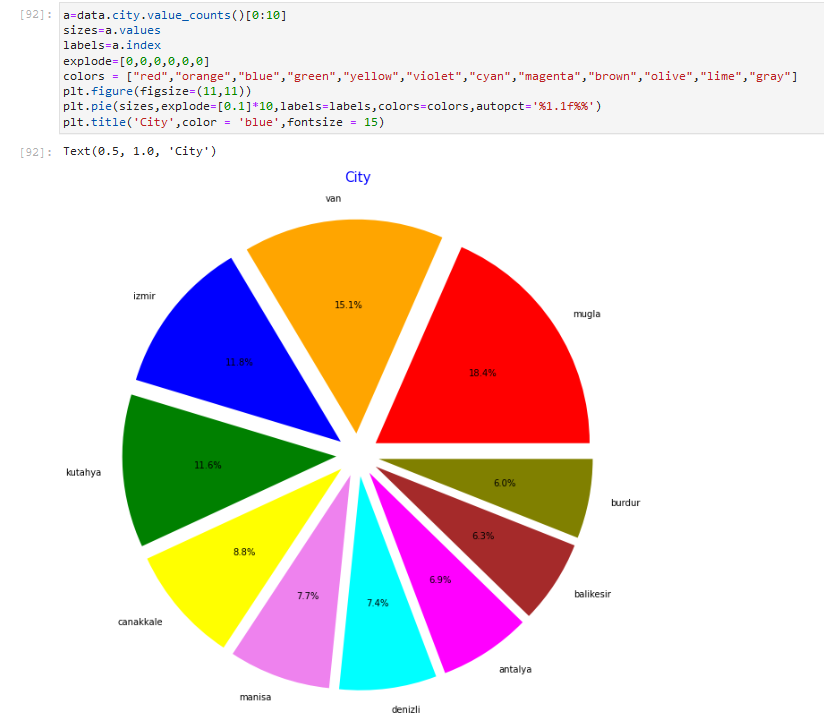 [92]: a=data.city.value_counts()[0:10]
sizes=a.values
labels=a.index
explode=[0,0,0,0,0,0]
colors = ["red","orange","blue","green","yellow","violet","cyan","magenta","brown","olive","lime","gray"]
plt.figure(figsize=(11,11))
plt.pie(sizes,explode=[0.1]*10,labels=labels,colors=colors,autopct='%1.1f%%')
plt.title('City',color = 'blue',fontsize = 15)
[92]: Text(0.5, 1.0, 'City')
City
van
izmir
15.1%
mugla
11.8%
18.4%
kutahya
11.6%
6.0%
burdur
6.3%
8.8%
6.9%
7.7%
7.4%
balikesir
canakkale
antalya
manisa
denizli